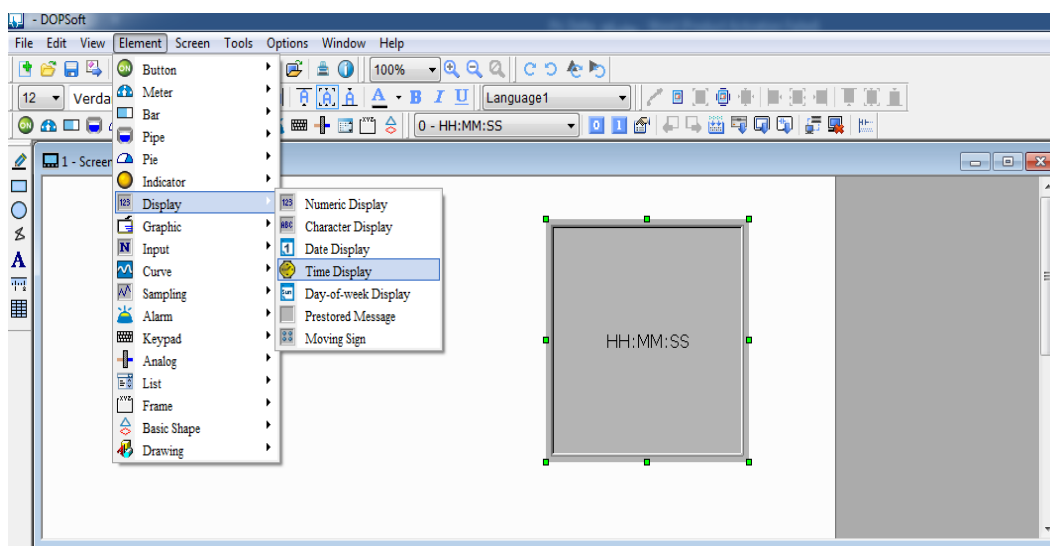 - DOPSoft
File Edit View Element Screen Tools Options Window Help
100%
12 Verda A B I U Language1
0 - HH:MM:SS 0 1
1 - Screen
Button
Meter
Bar
Pipe
Pie
Indicator
Display
Graphic
Input
Curve
Sampling
Alarm
Keypad
Analog
List
Frame
Basic Shape
Drawing
Numeric Display
Character Display
Date Display
Time Display
Day-of-week Display
Prestored Message
Moving Sign
HH:MM:SS